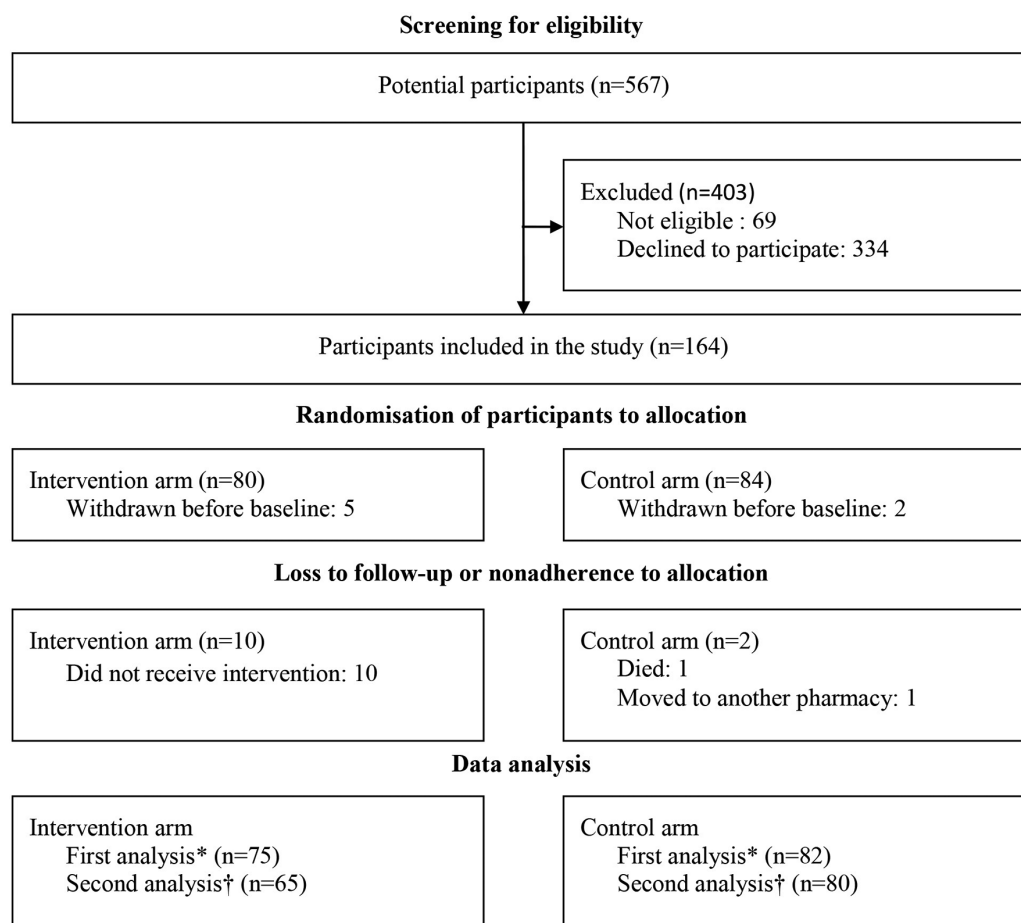 Screening for eligibility
Potential participants (n=567)
Excluded (n=403)
Not eligible : 69
Declined to participate: 334
Participants included in the study (n=164)
Randomisation of participants to allocation
Intervention arm (n=80)
Withdrawn before baseline: 5
Control arm (n=84)
Withdrawn before baseline: 2
Loss to follow-up or nonadherence to allocation
Intervention arm (n=10)
Did not receive intervention: 10
Control arm (n=2)
Died: 1
Moved to another pharmacy: 1
Data analysis
Intervention arm
First analysis* (n=75)
Second analysis† (n=65)
Control arm
First analysis* (n=82)
Second analysis† (n=80)